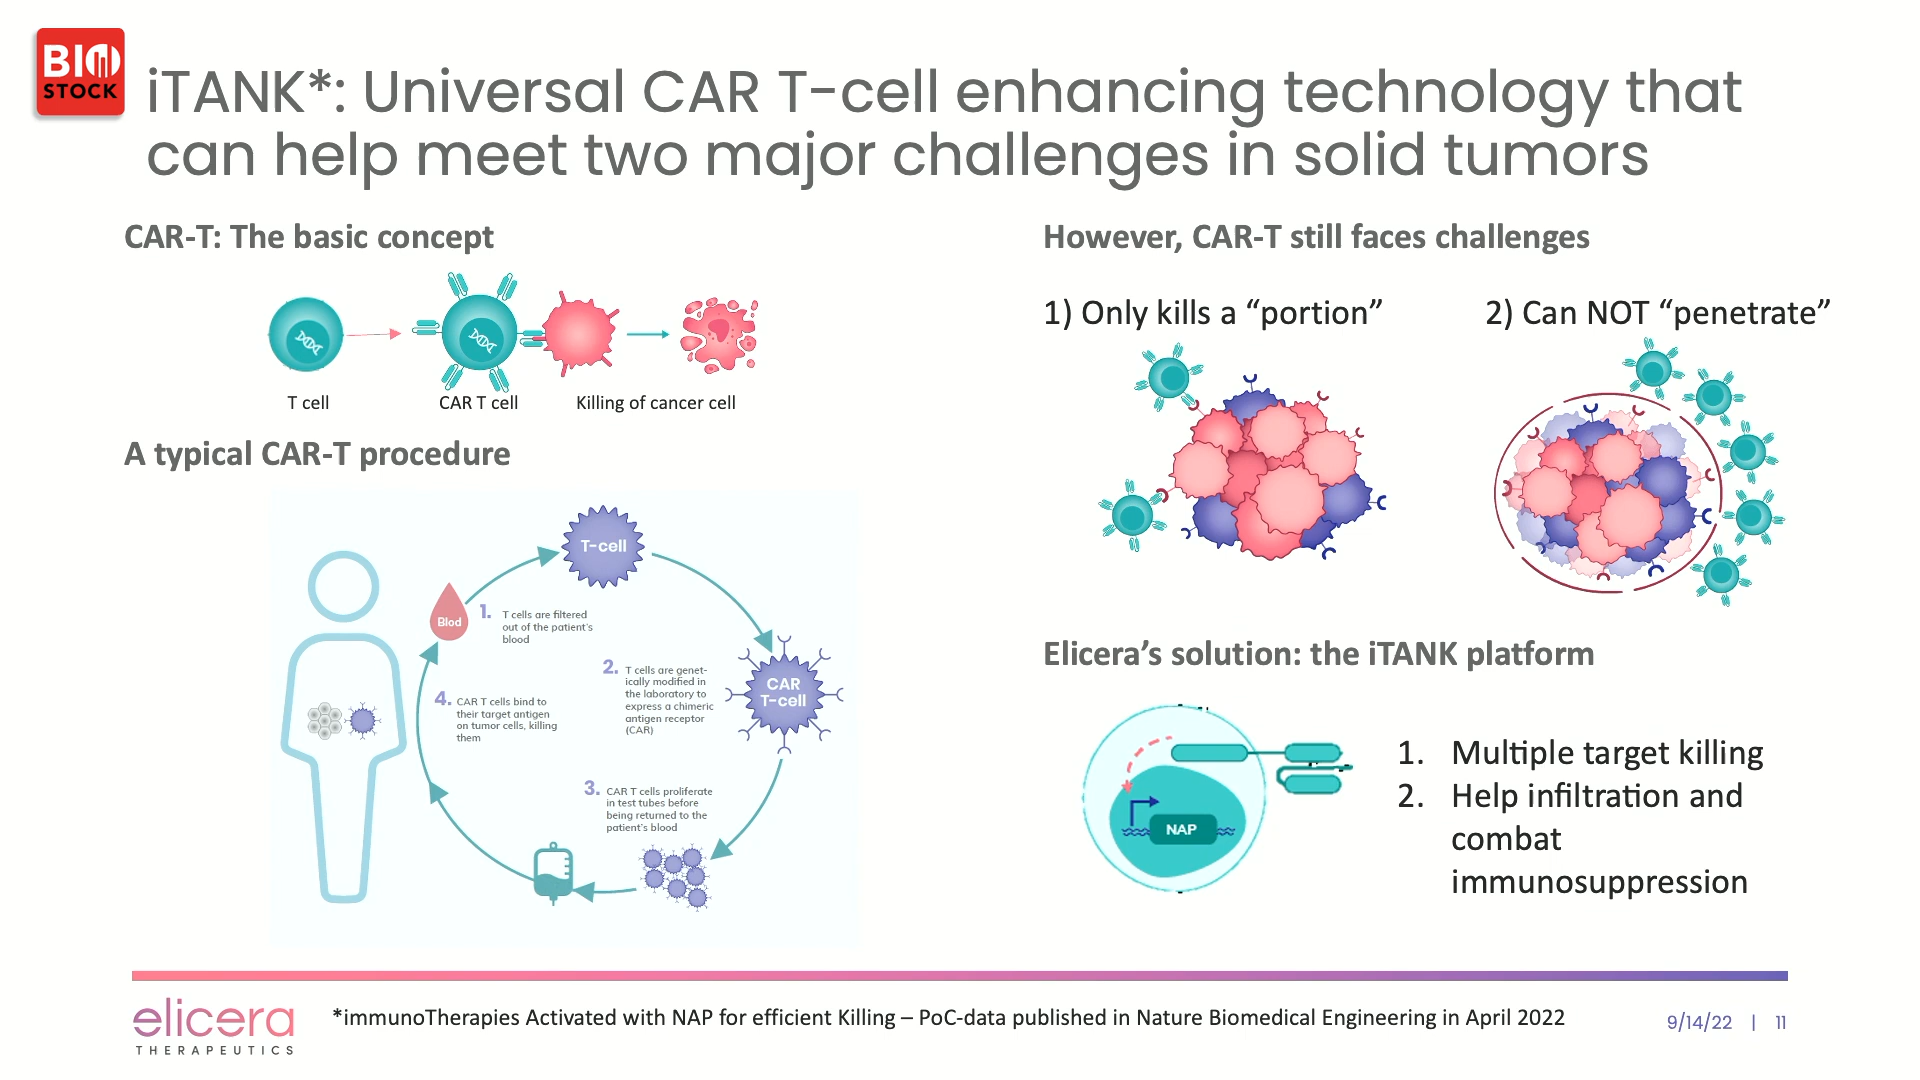 BIO
STOCK
iTANK*: Universal CAR T-cell enhancing technology that
can help meet two major challenges in solid tumors
CAR-T: The basic concept
T cell
CAR T cell
Killing of cancer cell
A typical CAR-T procedure
T-cell
Blod
1. T cells are filtered
out of the patient's
blood
2. T cells are genet-
ically modified in
the laboratory to
express a chimeric
antigen receptor
(CAR)
CAR
T-cell
4. CAR T cells bind to
their target antigen
on tumor cells, killing
them
3. CAR T cells proliferate
in test tubes before
being returned to the
patient's blood
However, CAR-T still faces challenges
1) Only kills a “portion”
2) Can NOT “penetrate”
Elicera’s solution: the iTANK platform
NAP
1. Multiple target killing
2. Help infiltration and
combat
immunosuppression
elicera
THERAPEUTICS
*immunoTherapies Activated with NAP for efficient Killing – PoC-data published in Nature Biomedical Engineering in April 2022
9/14/22 | 11